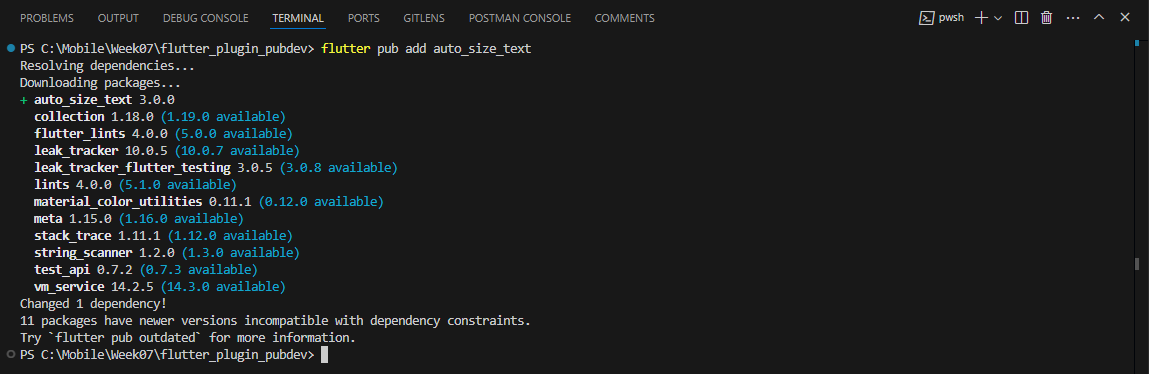 PROBLEMS OUTPUT DEBUG CONSOLE TERMINAL PORTS GITLENS POSTMAN CONSOLE COMMENTS pwsh
PS C:\Mobile\Week07\flutter_plugin_pubdev> flutter pub add auto_size_text
Resolving dependencies...
Downloading packages...
+ auto_size_text 3.0.0
collection 1.18.0 (1.19.0 available)
flutter_lints 4.0.0 (5.0.0 available)
leak_tracker 10.0.5 (10.0.7 available)
leak_tracker_flutter_testing 3.0.5 (3.0.8 available)
lints 4.0.0 (5.1.0 available)
material_color_utilities 0.11.1 (0.12.0 available)
meta 1.15.0 (1.16.0 available)
stack_trace 1.11.1 (1.12.0 available)
string_scanner 1.2.0 (1.3.0 available)
test_api 0.7.2 (0.7.3 available)
vm_service 14.2.5 (14.3.0 available)
Changed 1 dependency!
11 packages have newer versions incompatible with dependency constraints.
Try `flutter pub outdated` for more information.
PS C:\Mobile\Week07\flutter_plugin_pubdev>